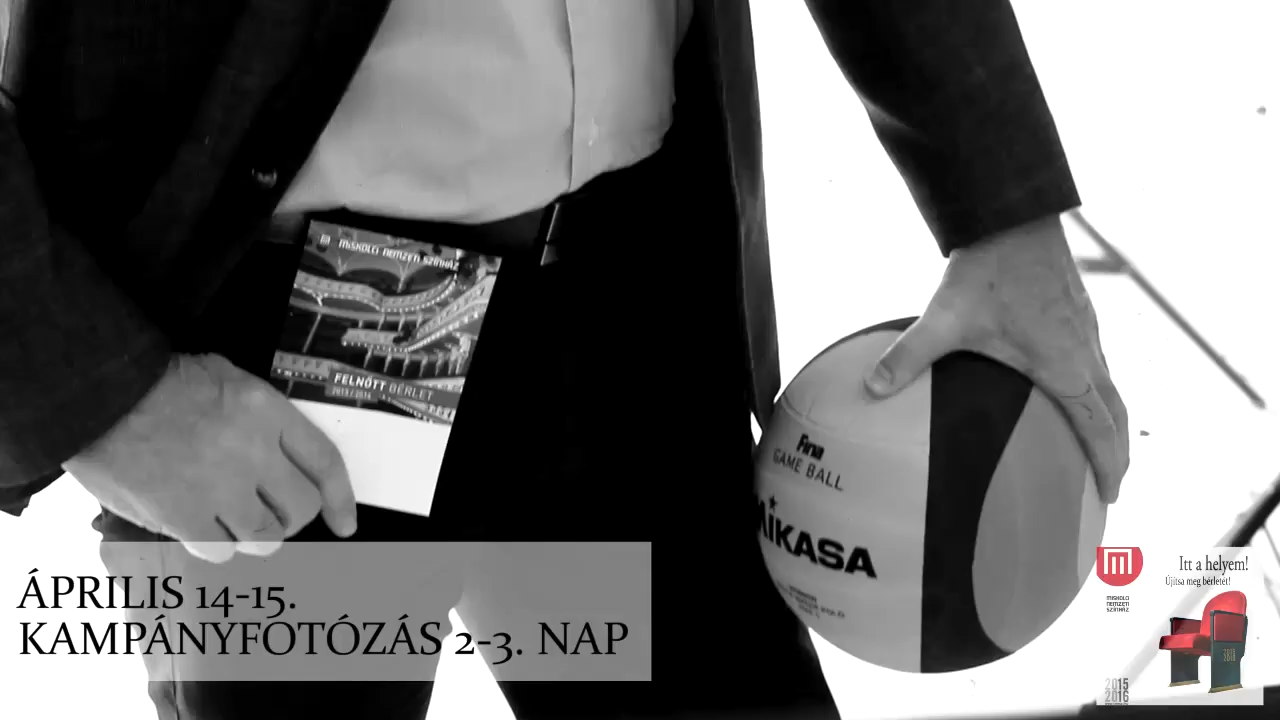 MISKOLCI NEMZETI SZÍNHÁZ
FELNŐTT BÉRLET
Fina
GAME BALL
MIKASA
ÁPRILIS 14-15.
KAMPÁNYFOTÓZÁS 2-3. NAP
Itt a helyem!
Újítsa meg bérletét!
MISKOLCI
NEMZETI
SZÍNHÁZ
2015
2016